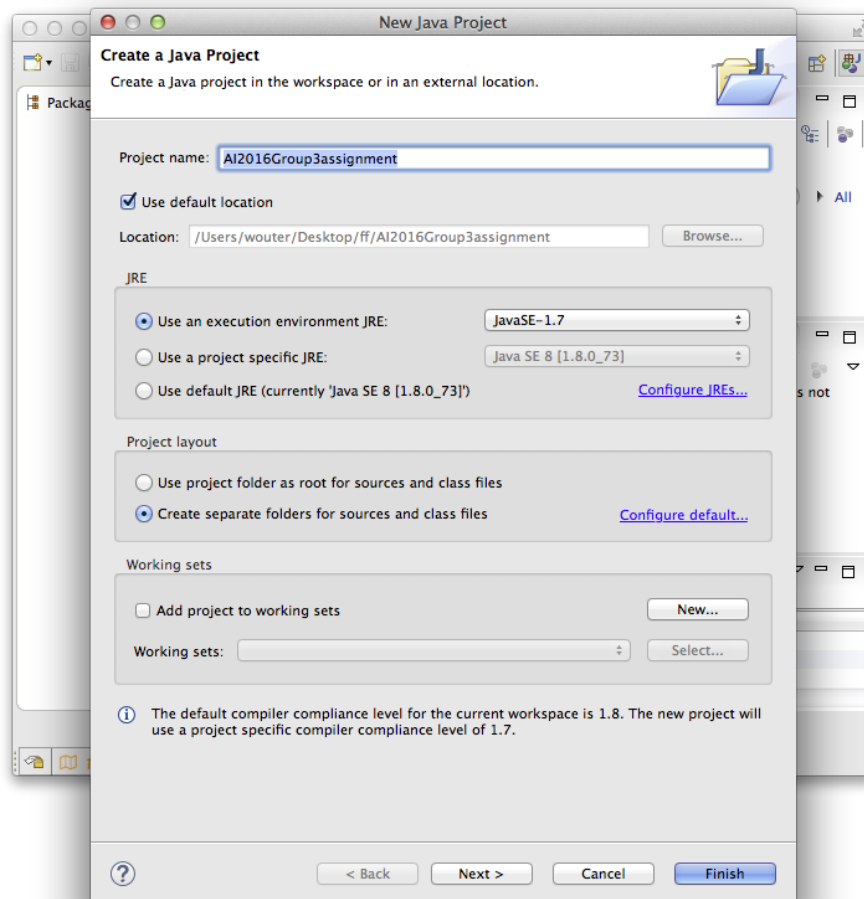 New Java Project
Create a Java Project
Create a Java project in the workspace or in an external location.
Packag
Project name: AI2016Group3assignment
Use default location
All
Location: /Users/wouter/Desktop/ff/AI2016Group3assignment Browse...
JRE
Use an execution environment JRE: JavaSE-1.7
Use a project specific JRE: Java SE 8 [1.8.0_73]
Use default JRE (currently 'Java SE 8 [1.8.0_73]') Configure JREs...
s not
Project layout
Use project folder as root for sources and class files
Create separate folders for sources and class files Configure default...
Working sets
Add project to working sets New...
Working sets: Select...
The default compiler compliance level for the current workspace is 1.8. The new project will
use a project specific compiler compliance level of 1.7.
? < Back Next > Cancel Finish